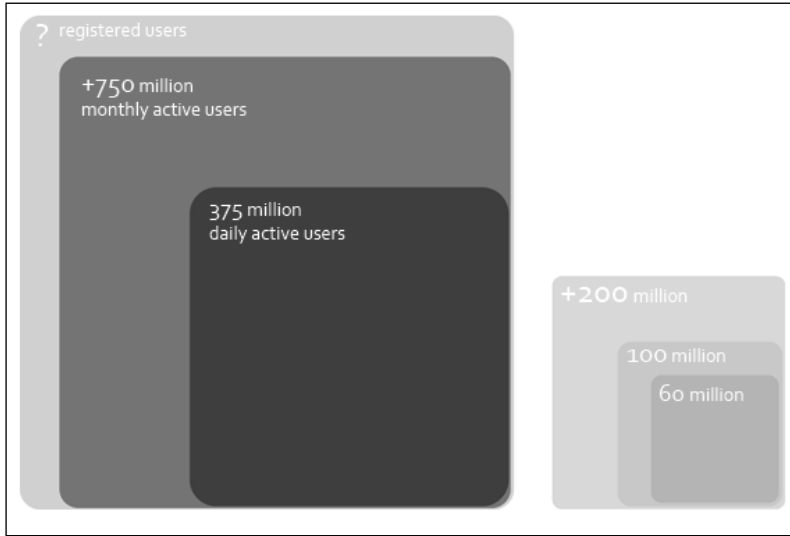 ? registered users
+750 million
monthly active users
375 million
daily active users
+200 million
100 million
60 million